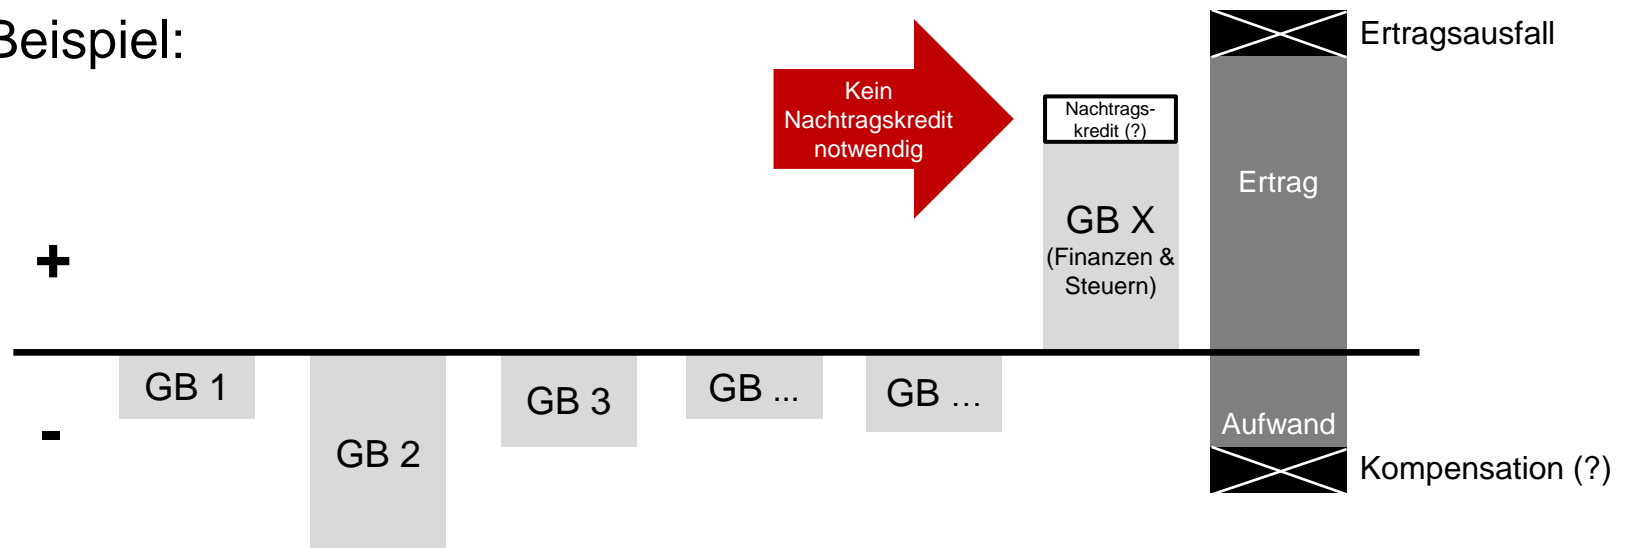 Beispiel:
Kein
Nachtragskredit
notwendig
Nachtrags-
kredit (?)
Ertragsausfall
Ertrag
GB X
(Finanzen &
Steuern)
+
-
GB 1
GB 2
GB 3
GB ...
GB …
Aufwand
Kompensation (?)